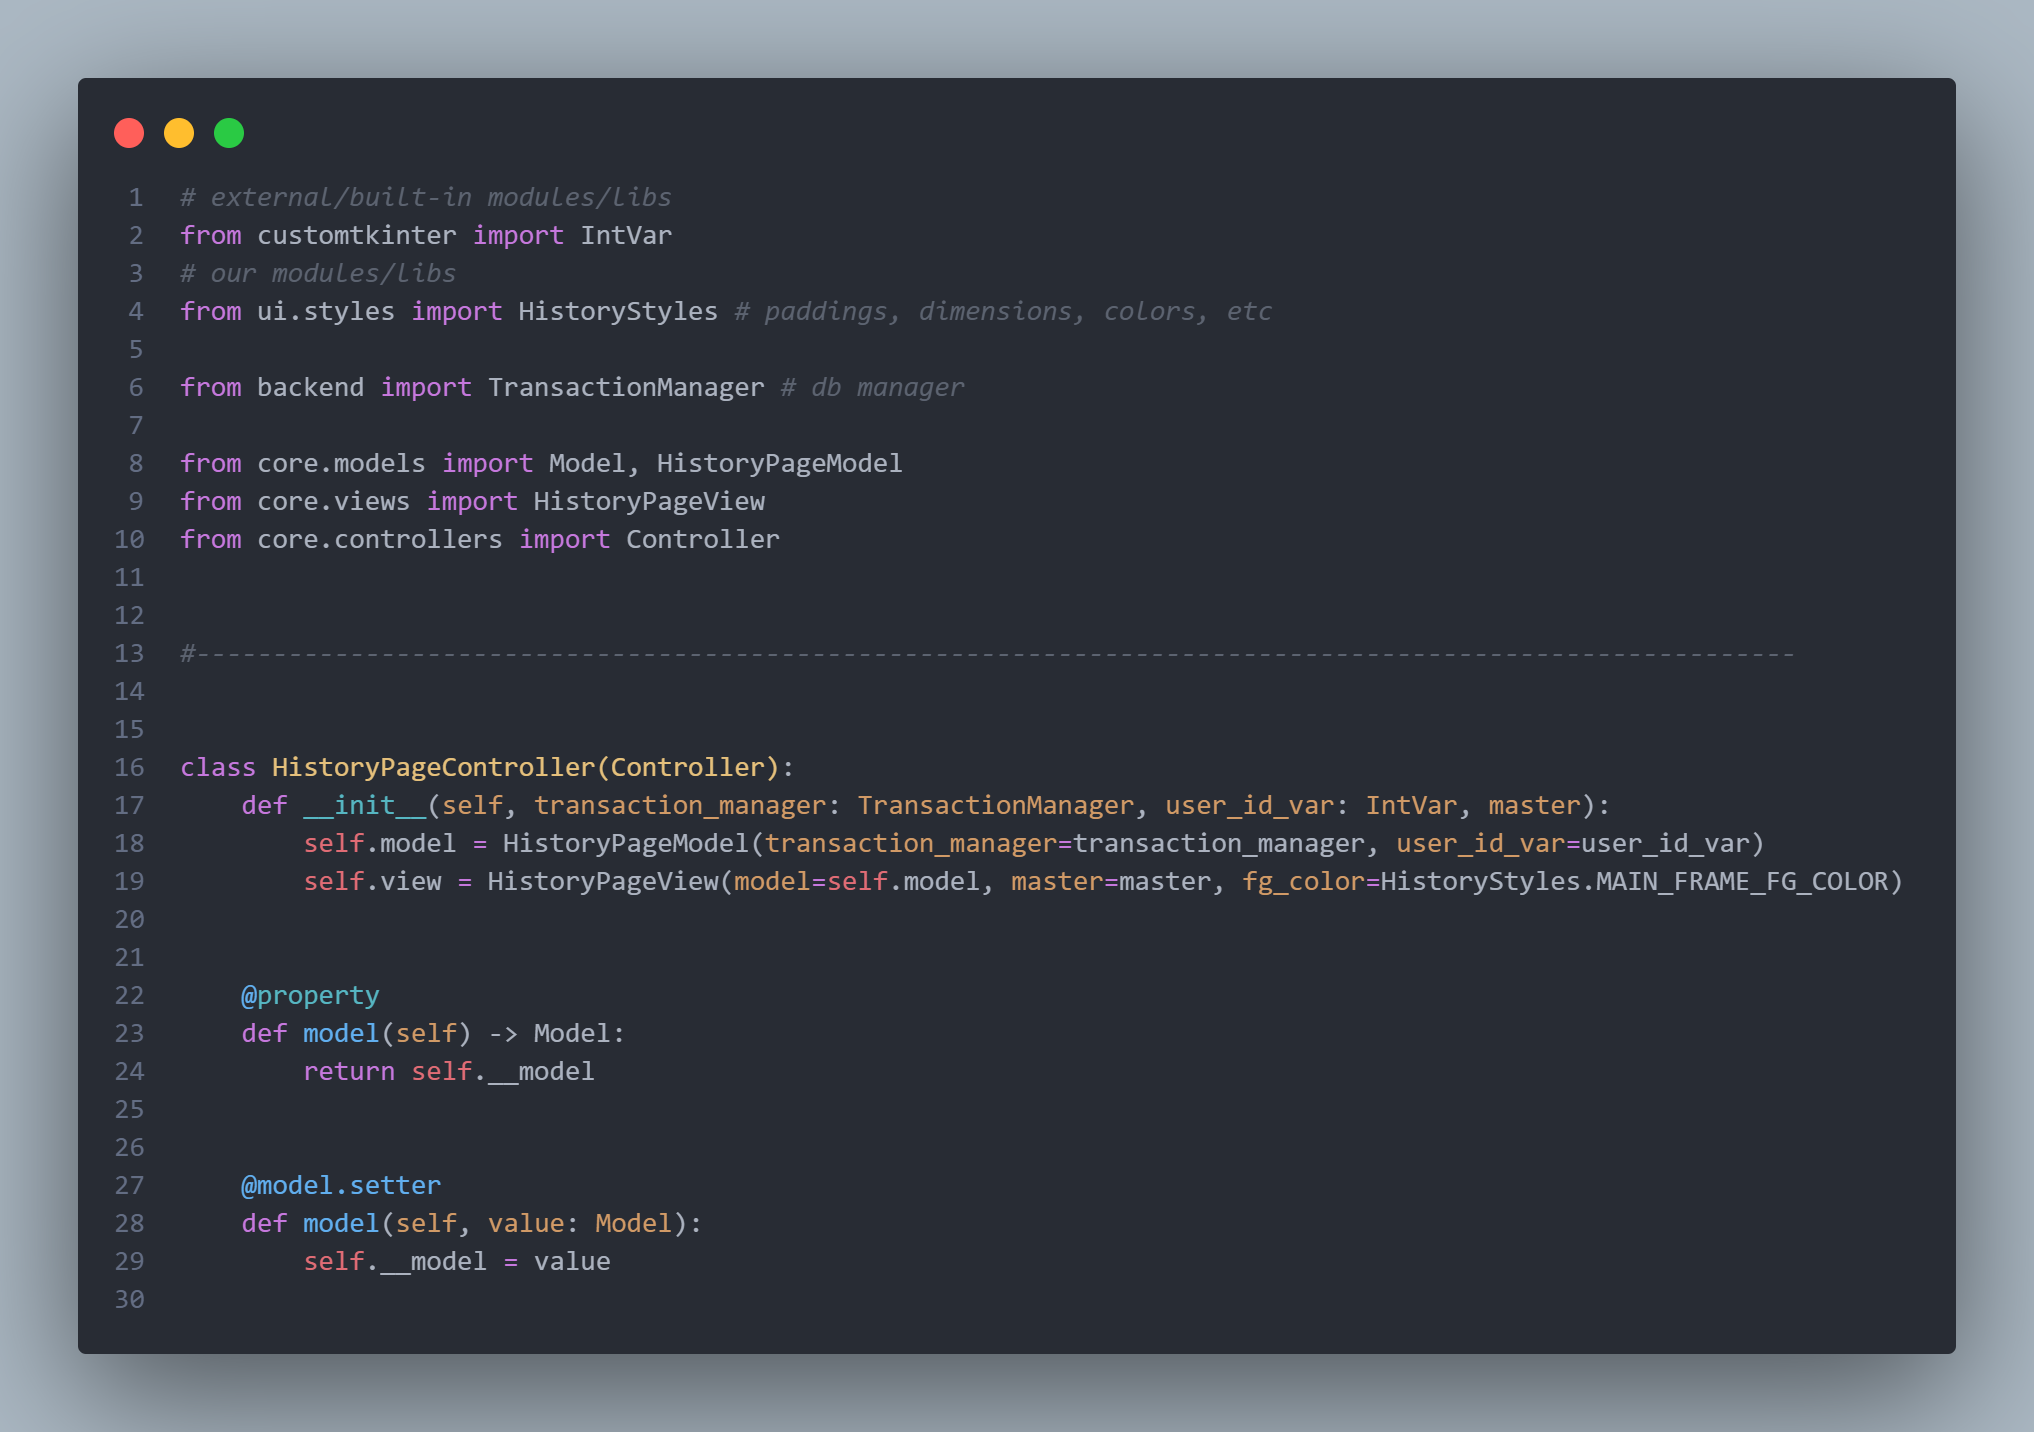 1 # external/built-in modules/libs
2 from customtkinter import IntVar
3 # our modules/libs
4 from ui.styles import HistoryStyles # paddings, dimensions, colors, etc
5
6 from backend import TransactionManager # db manager
7
8 from core.models import Model, HistoryPageModel
9 from core.views import HistoryPageView
10 from core.controllers import Controller
11
12
13 #--------------------------------------------------------------------------------------------------------
14
15
16 class HistoryPageController(Controller):
17     def __init__(self, transaction_manager: TransactionManager, user_id_var: IntVar, master):
18         self.model = HistoryPageModel(transaction_manager=transaction_manager, user_id_var=user_id_var)
19         self.view = HistoryPageView(model=self.model, master=master, fg_color=HistoryStyles.MAIN_FRAME_FG_COLOR)
20
21
22     @property
23     def model(self) -> Model:
24         return self.__model
25
26
27     @model.setter
28     def model(self, value: Model):
29         self.__model = value
30